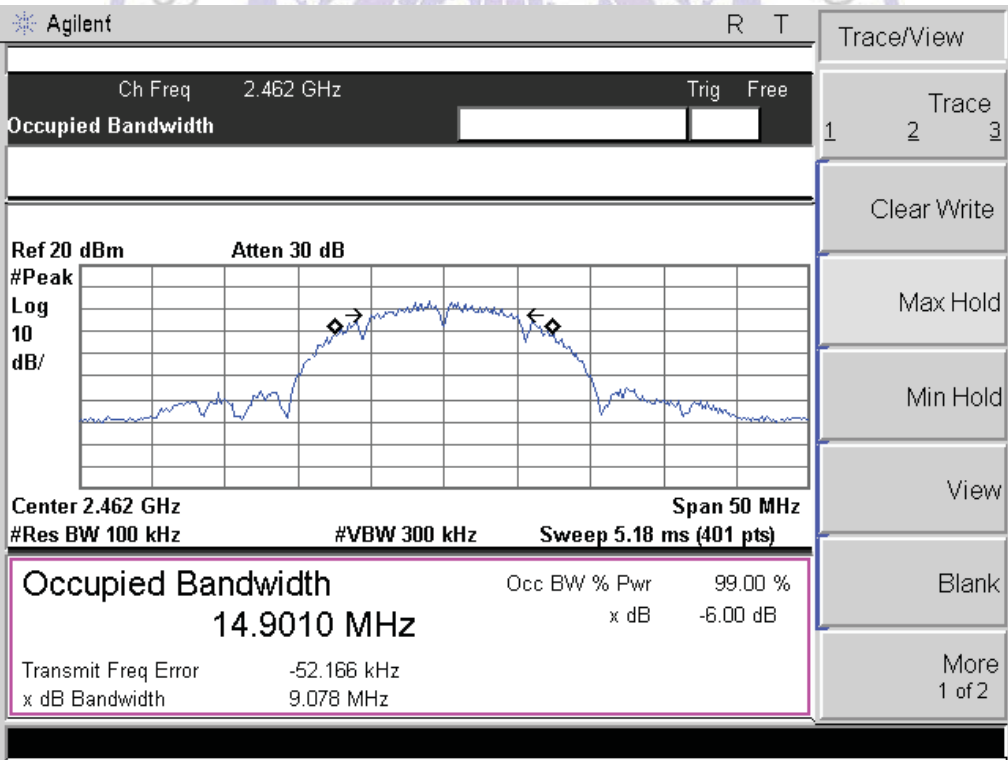 Agilent R T
Ch Freq 2.462 GHz Trig Free
Occupied Bandwidth
Ref 20 dBm Atten 30 dB
#Peak
Log
10
dB/
Center 2.462 GHz Span 50 MHz
#Res BW 100 kHz #VBW 300 kHz Sweep 5.18 ms (401 pts)
Occupied Bandwidth Occ BW % Pwr 99.00 %
14.9010 MHz x dB -6.00 dB
Transmit Freq Error -52.166 kHz
x dB Bandwidth 9.078 MHz
Trace/View
Trace
1 2 3
Clear Write
Max Hold
Min Hold
View
Blank
More
1 of 2